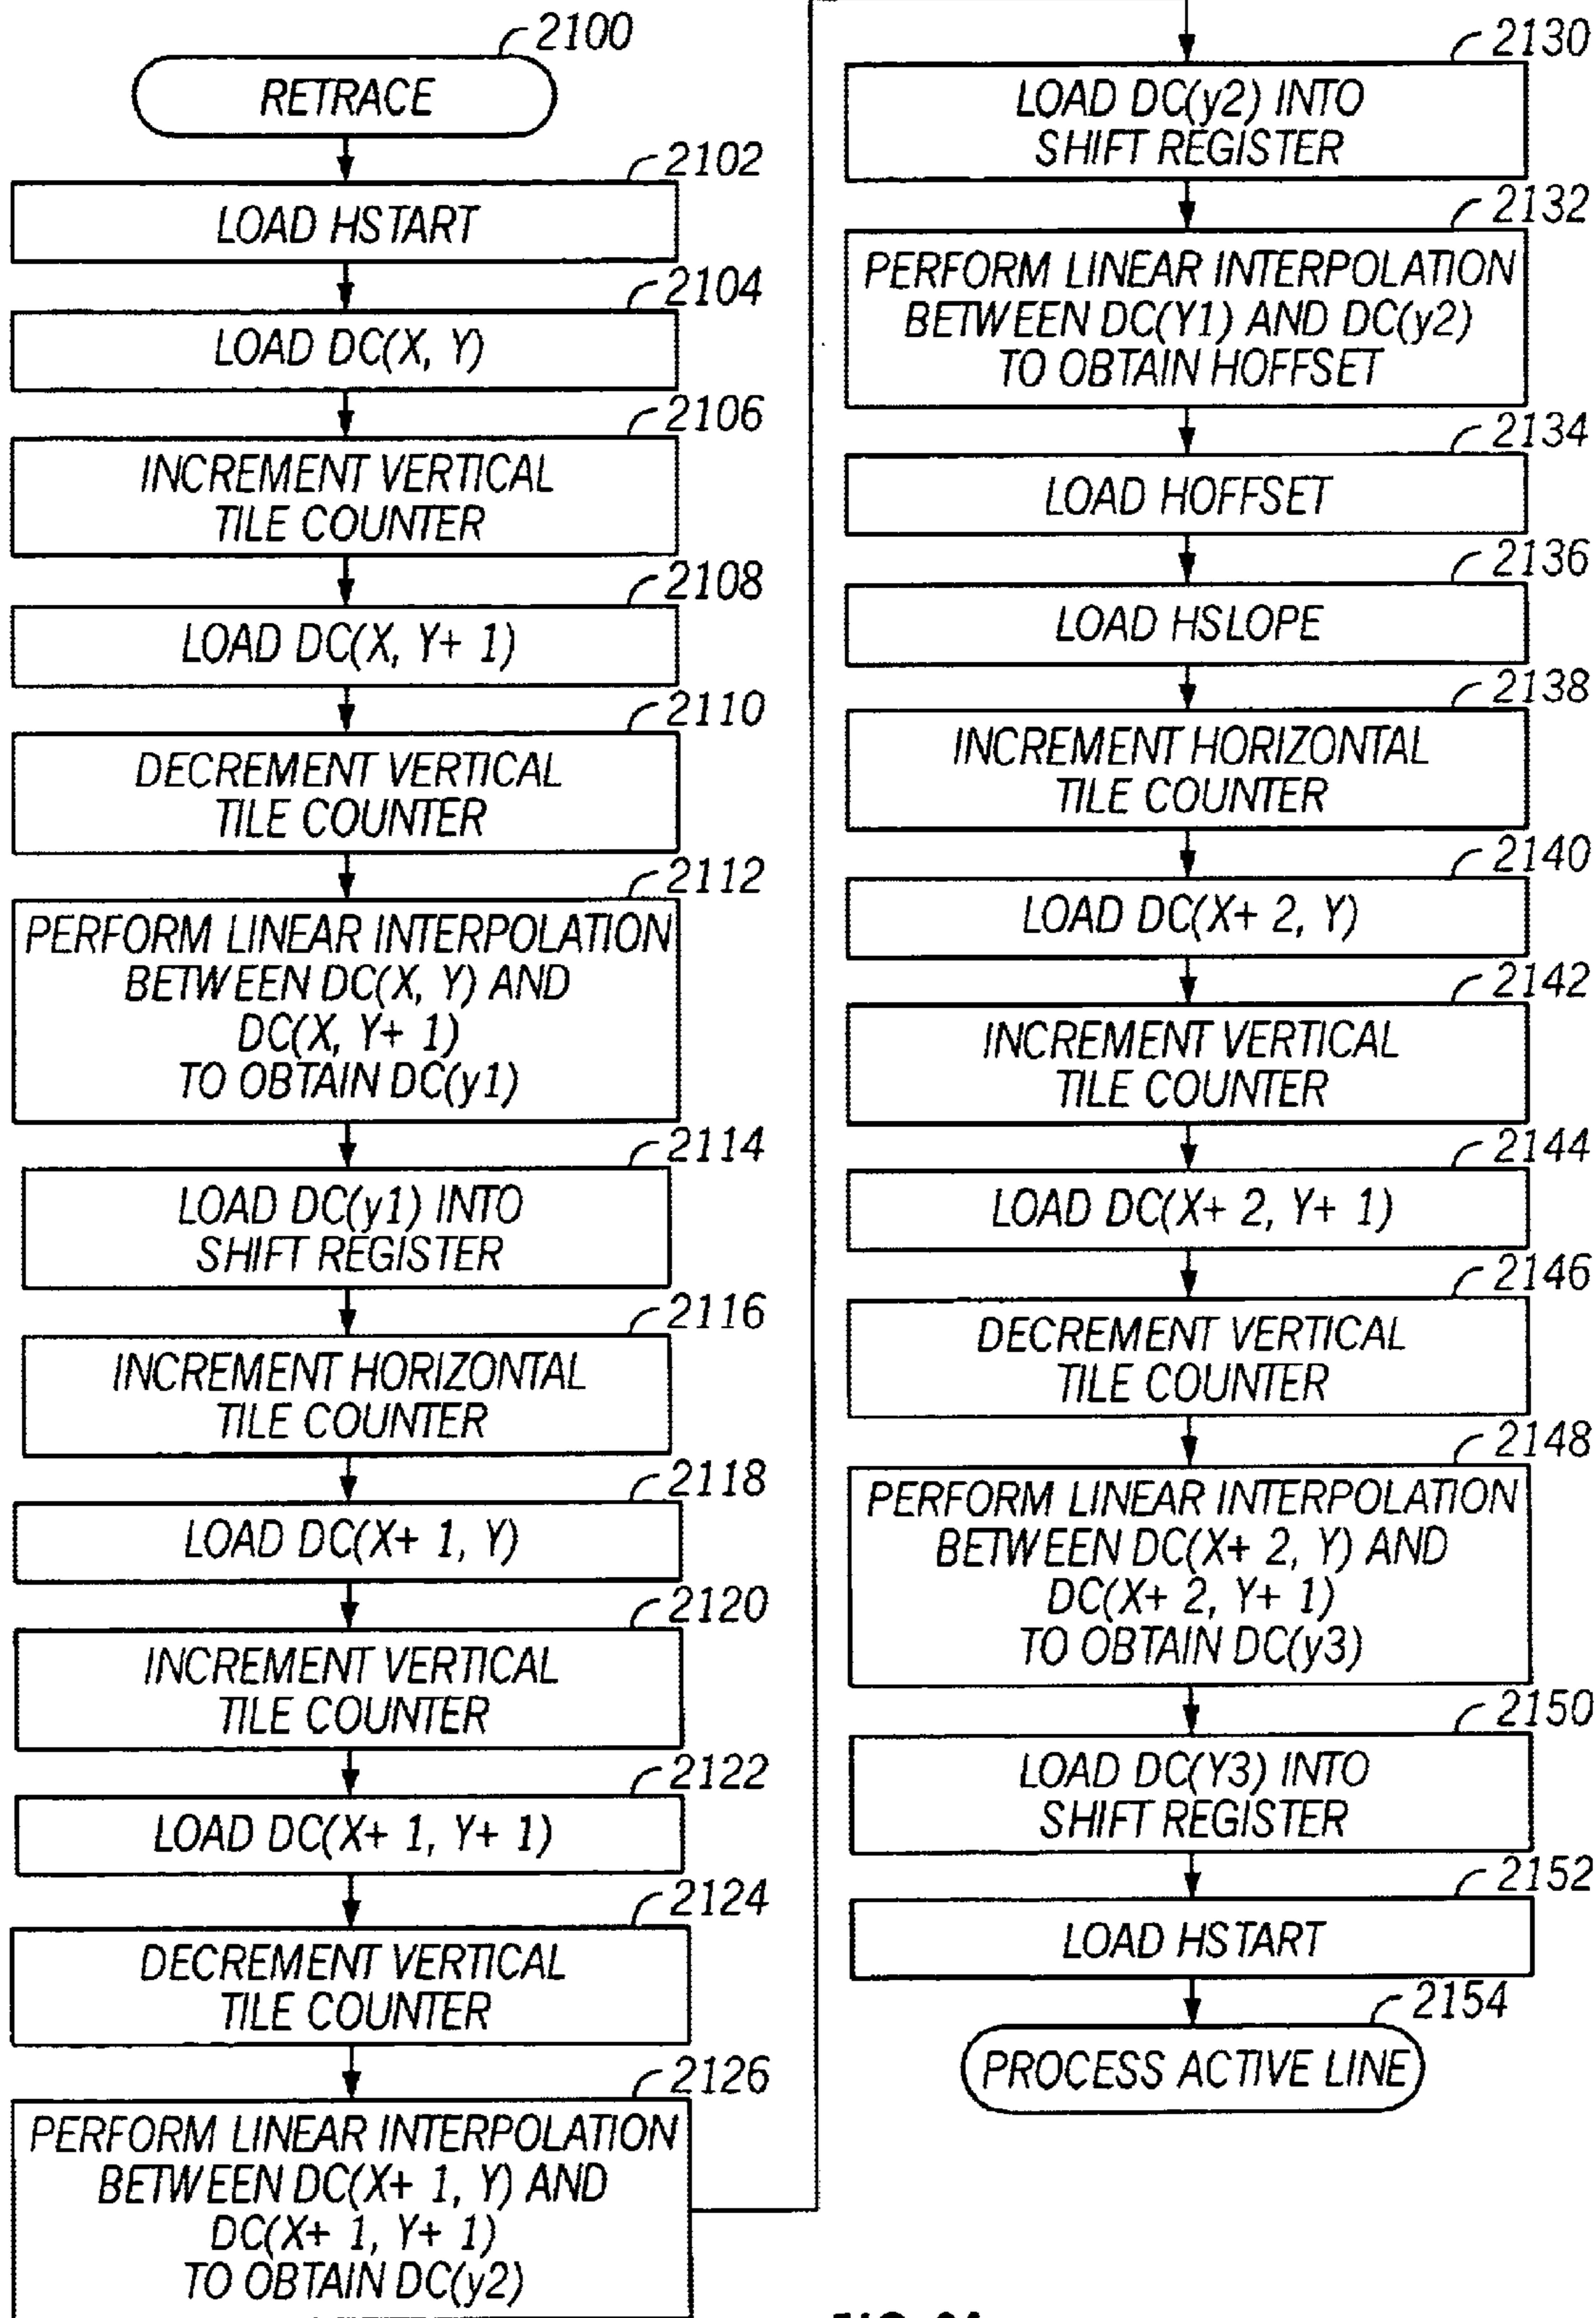 2100
RETRACE
2102
LOAD HSTART
2104
LOAD DC(X, Y)
2106
INCREMENT VERTICAL
TILE COUNTER
2108
LOAD DC(X, Y+ 1)
2110
DECREMENT VERTICAL
TILE COUNTER
2112
PERFORM LINEAR INTERPOLATION
BETWEEN DC(X, Y) AND
DC(X, Y+ 1)
TO OBTAIN DC(y1)
2114
LOAD DC(y1) INTO
SHIFT REGISTER
2116
INCREMENT HORIZONTAL
TILE COUNTER
2118
LOAD DC(X+ 1, Y)
2120
INCREMENT VERTICAL
TILE COUNTER
2122
LOAD DC(X+ 1, Y+ 1)
2124
DECREMENT VERTICAL
TILE COUNTER
2126
PERFORM LINEAR INTERPOLATION
BETWEEN DC(X+ 1, Y) AND
DC(X+ 1, Y+ 1)
TO OBTAIN DC(y2)
2130
LOAD DC(y2) INTO
SHIFT REGISTER
2132
PERFORM LINEAR INTERPOLATION
BETWEEN DC(Y1) AND DC(y2)
TO OBTAIN HOFFSET
2134
LOAD HOFFSET
2136
LOAD HSLOPE
2138
INCREMENT HORIZONTAL
TILE COUNTER
2140
LOAD DC(X+ 2, Y)
2142
INCREMENT VERTICAL
TILE COUNTER
2144
LOAD DC(X+ 2, Y+ 1)
2146
DECREMENT VERTICAL
TILE COUNTER
2148
PERFORM LINEAR INTERPOLATION
BETWEEN DC(X+ 2, Y) AND
DC(X+ 2, Y+ 1)
TO OBTAIN DC(y3)
2150
LOAD DC(Y3) INTO
SHIFT REGISTER
2152
LOAD HSTART
2154
PROCESS ACTIVE LINE